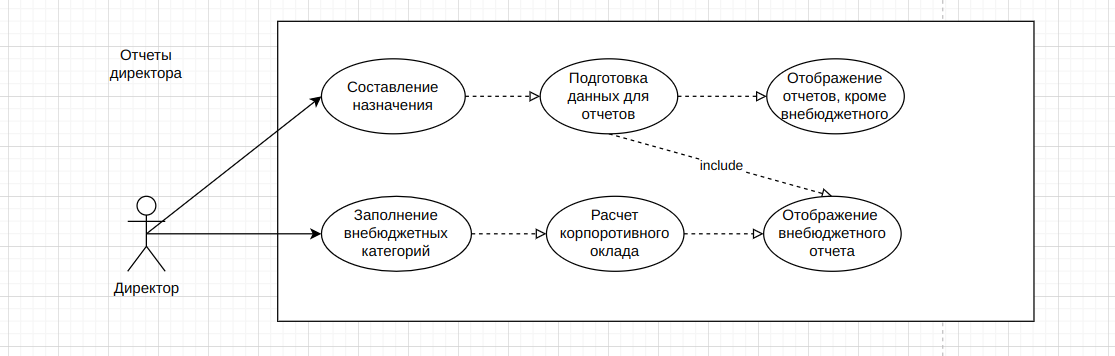 Отчеты
директора
Составление
назначения
Подготовка
данных для
отчетов
Отображение
отчетов, кроме
внебюджетного
include
Заполнение
внебюджетных
категорий
Расчет
корпоротивного
оклада
Отображение
внебюджетного
отчета
Директор